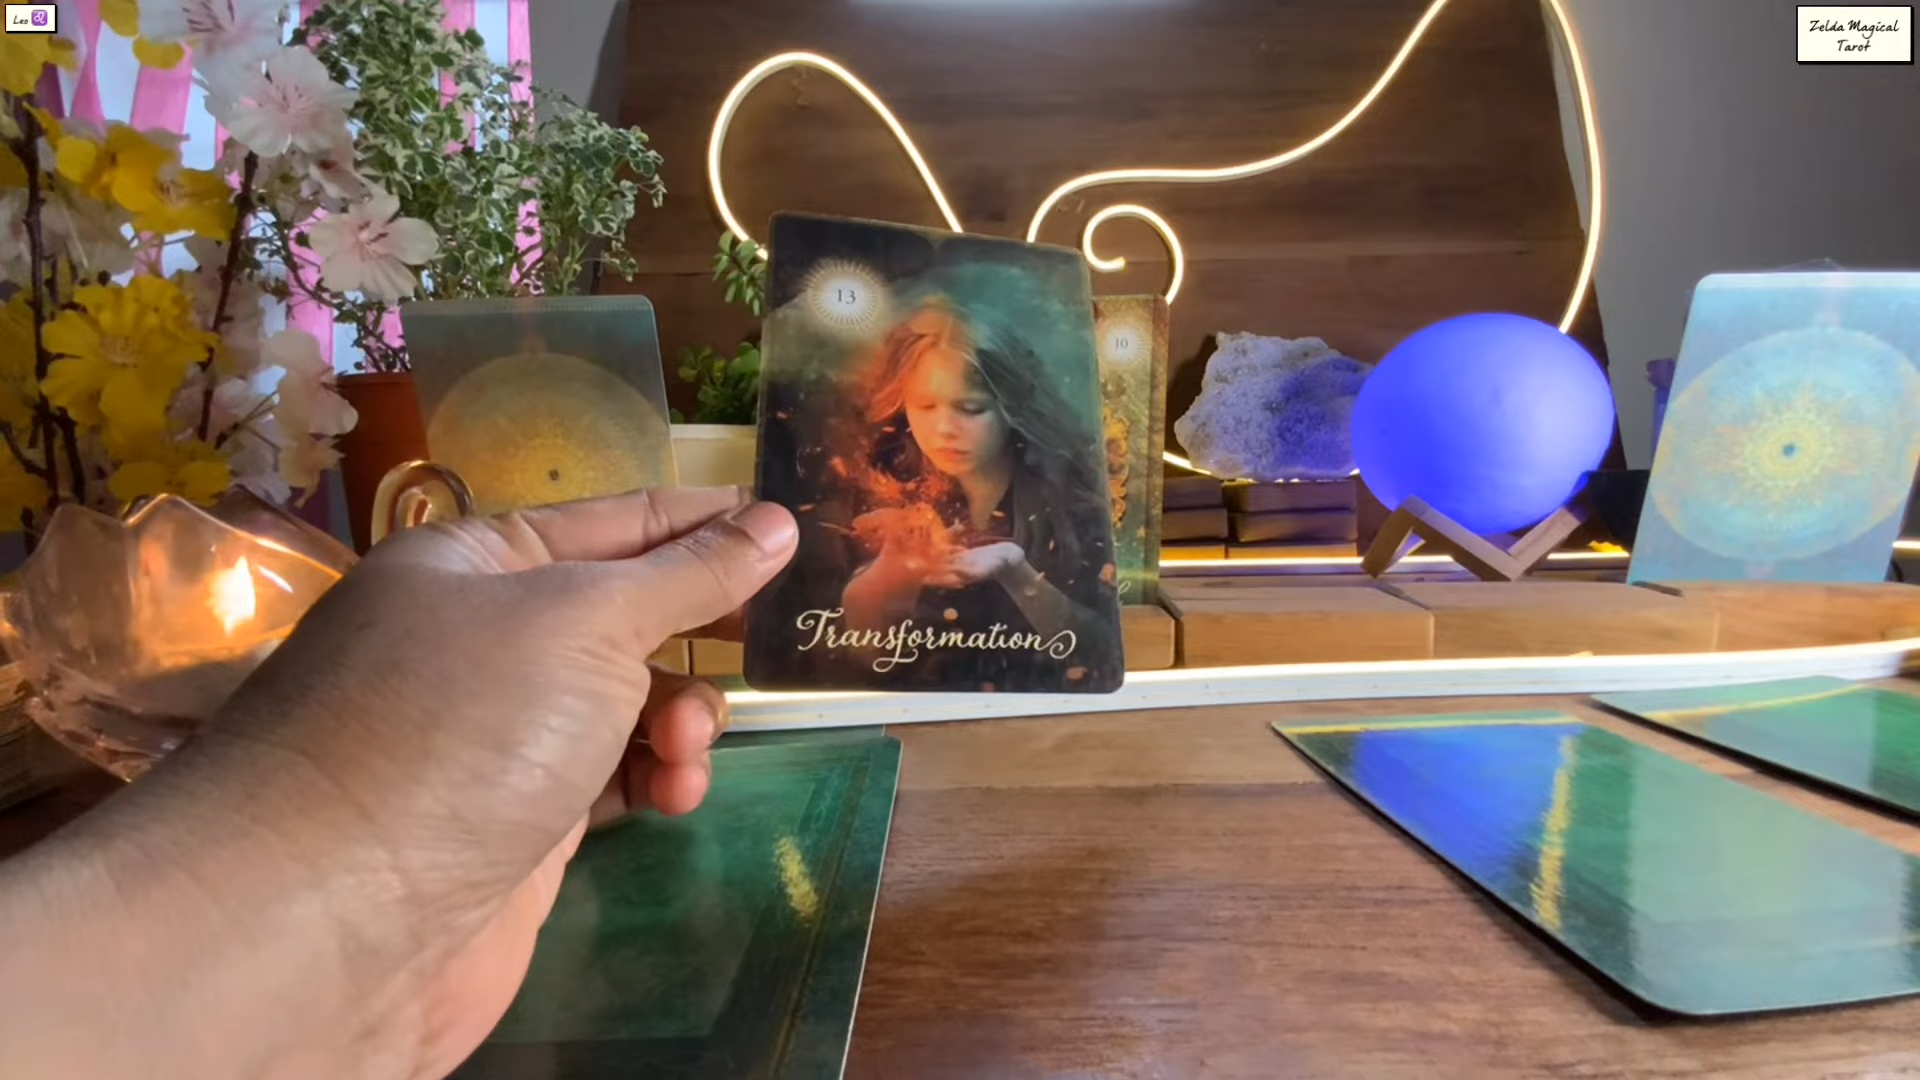 Leo ♌
Zelda Magical
Tarot
13
10
Transformation